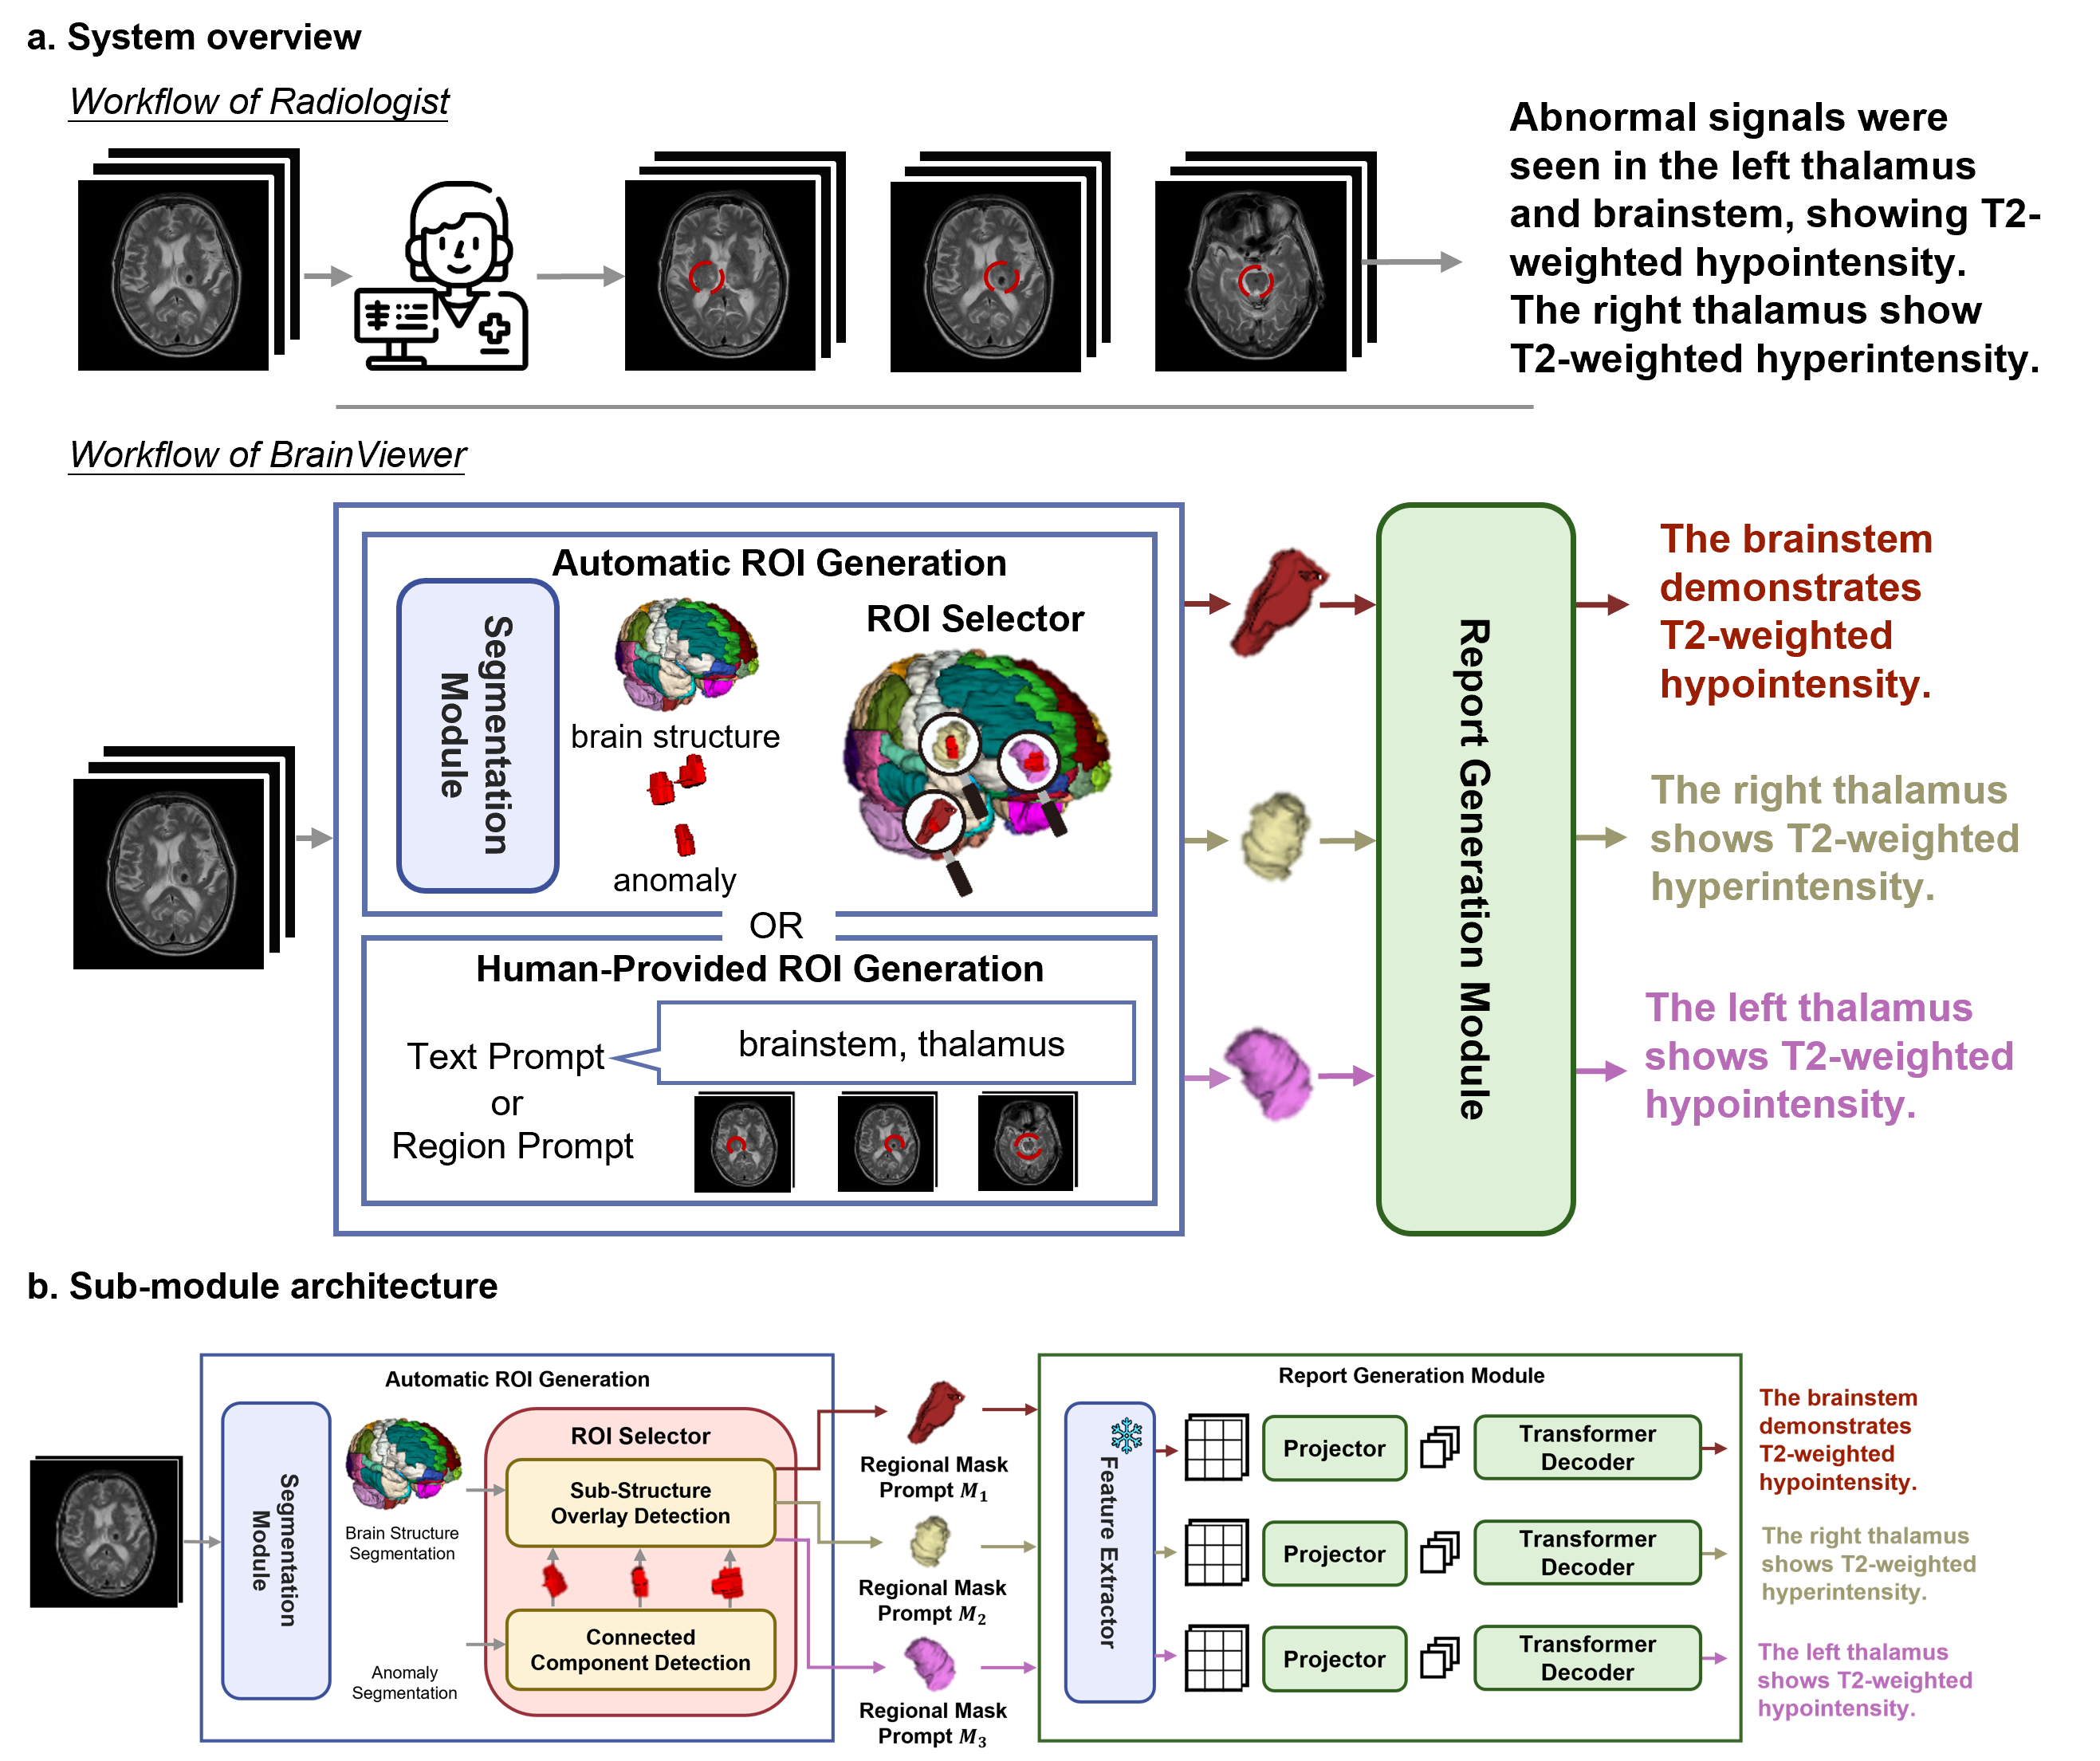 a. System overview
Workflow of Radiologist
Abnormal signals were
seen in the left thalamus
and brainstem, showing T2-
weighted hypointensity.
The right thalamus show
T2-weighted hyperintensity.
Workflow of BrainViewer
Automatic ROI Generation
Segmentation
Module
brain structure
anomaly
ROI Selector
OR
Human-Provided ROI Generation
Text Prompt
or
Region Prompt
brainstem, thalamus
Report Generation Module
The brainstem
demonstrates
T2-weighted
hypointensity.
The right thalamus
shows T2-weighted
hyperintensity.
The left thalamus
shows T2-weighted
hypointensity.
b. Sub-module architecture
Automatic ROI Generation
Segmentation
Module
Brain Structure
Segmentation
Anomaly
Segmentation
ROI Selector
Sub-Structure
Overlay Detection
Connected
Component Detection
Regional Mask
Prompt M₁
Regional Mask
Prompt M₂
Regional Mask
Prompt M₃
Report Generation Module
Feature Extractor
Projector
Transformer
Decoder
Projector
Transformer
Decoder
Projector
Transformer
Decoder
The brainstem
demonstrates
T2-weighted
hypointensity.
The right thalamus
shows T2-weighted
hyperintensity.
The left thalamus
shows T2-weighted
hypointensity.